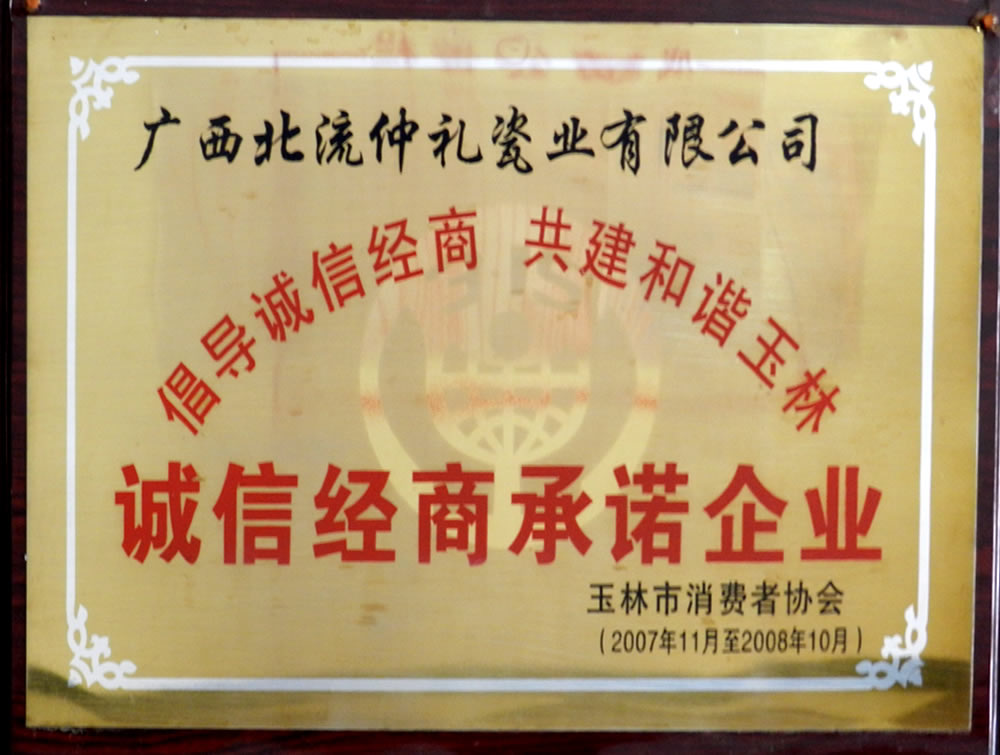 广西北流仲礼瓷业有限公司
倡导诚信经商 共建和谐玉林
诚信经商承诺企业
玉林市消费者协会
（2007年11月至2008年10月）